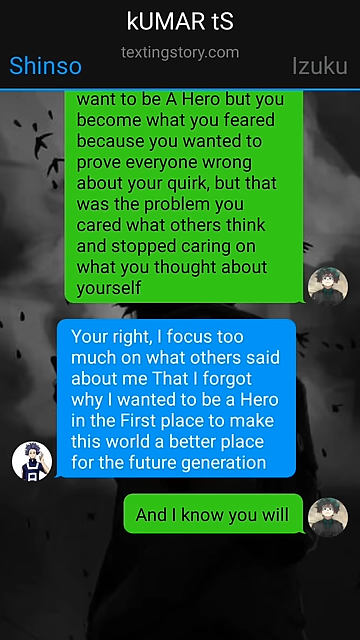 kUMAR tS
textingstory.com
Shinso
Izuku
want to be A Hero but you
become what you feared
because you wanted to
prove everyone wrong
about your quirk, but that
was the problem you
cared what others think
and stopped caring on
what you thought about
yourself
Your right, I focus too
much on what others said
about me That I forgot
why I wanted to be a Hero
in the First place to make
this world a better place
for the future generation
And I know you will